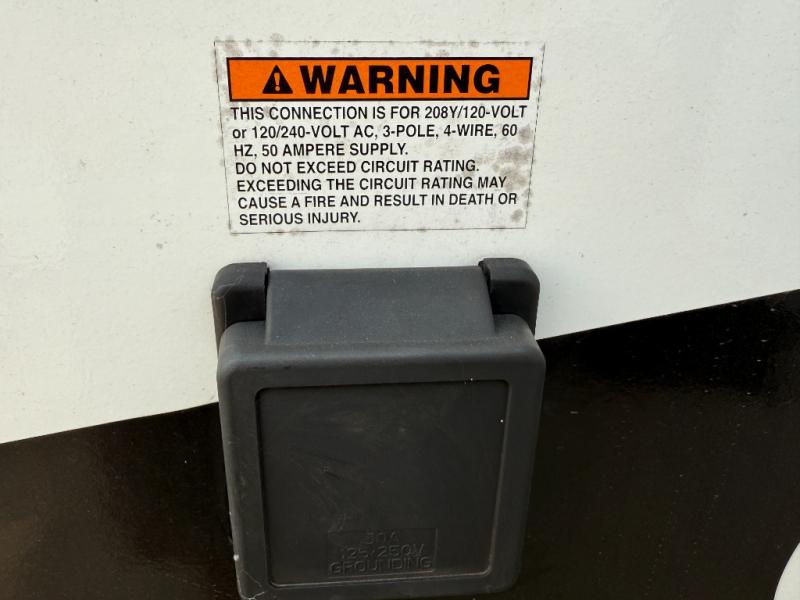 WARNING
THIS CONNECTION IS FOR 208Y/120-VOLT
or 120/240-VOLT AC, 3-POLE, 4-WIRE, 60
HZ, 50 AMPERE SUPPLY.
DO NOT EXCEED CIRCUIT RATING.
EXCEEDING THE CIRCUIT RATING MAY
CAUSE A FIRE AND RESULT IN DEATH OR
SERIOUS INJURY.
50A
125/250V
GROUNDING